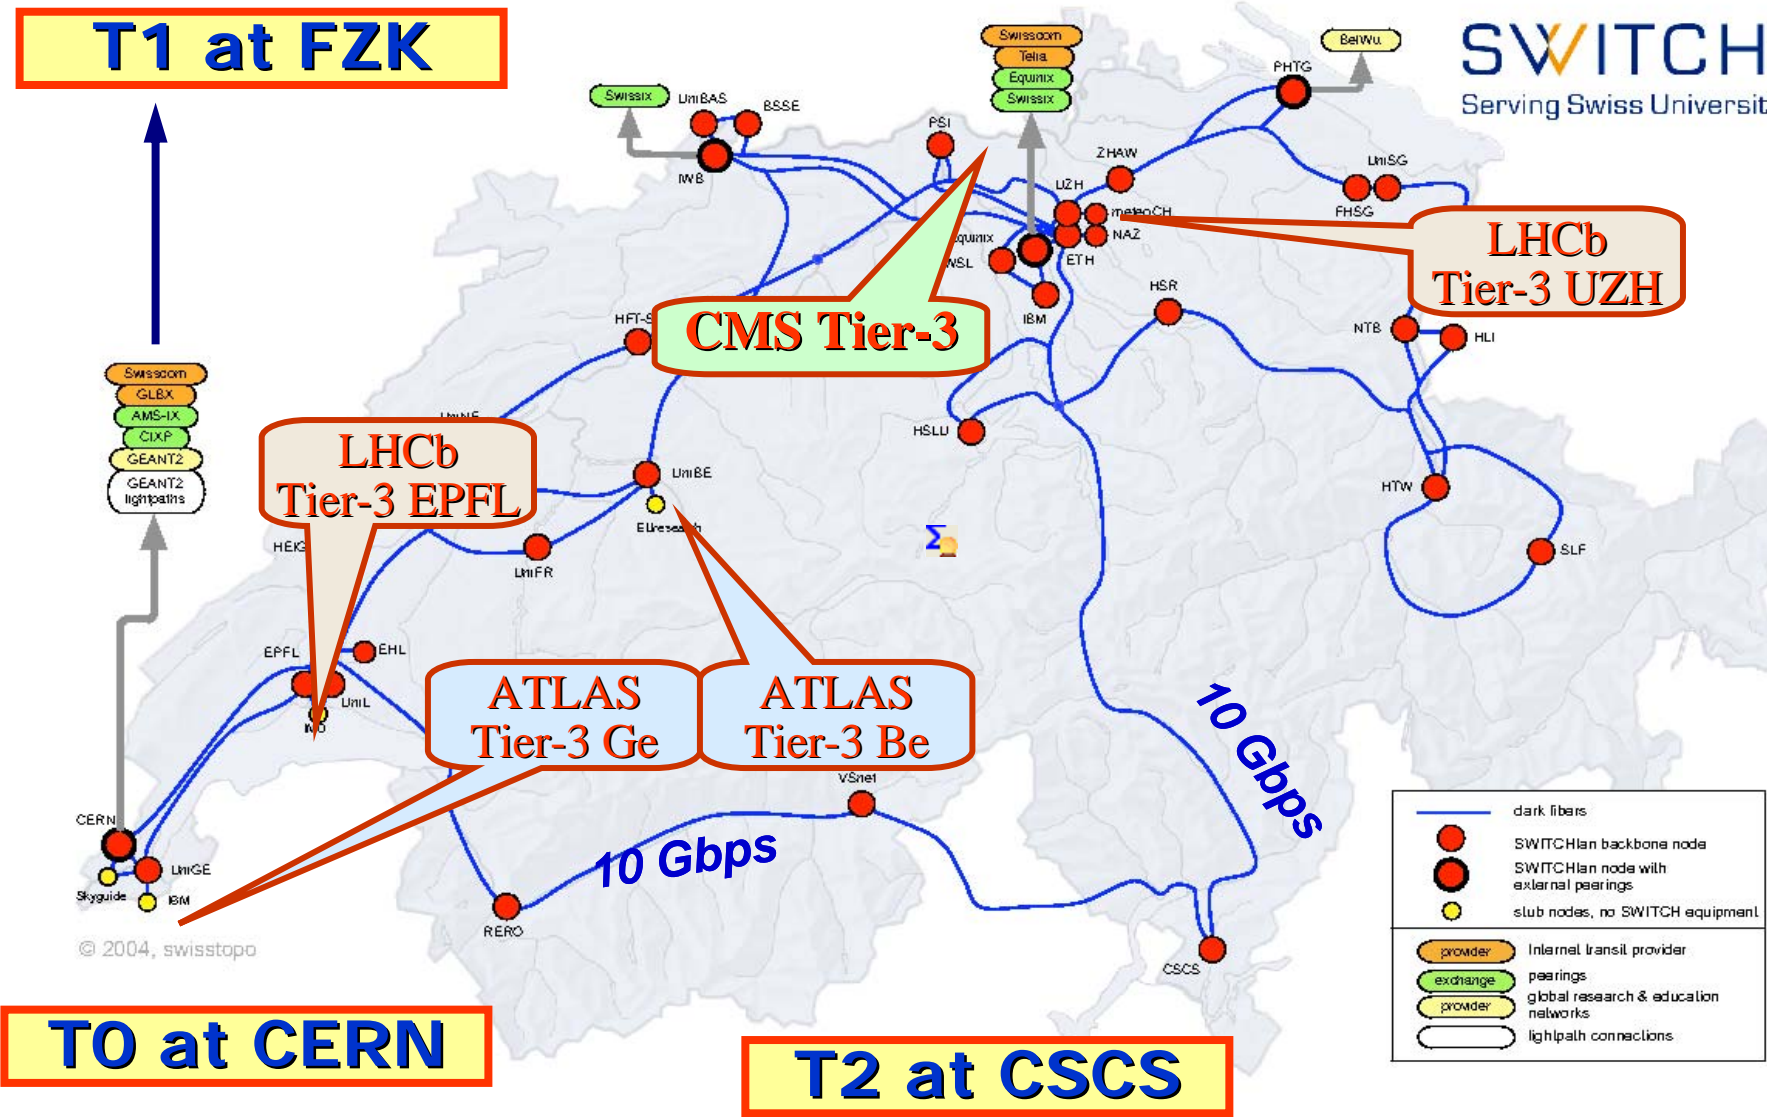 T1 at FZK
SWITCH
Serving Swiss Universit
Swisscom
Telia
Equinix
Swissix
BelWü
PHTG
Swissix
UniBAS
BSSE
IWB
PSI
ZHAW
UniSG
FHSG
UZH
meteoCH
NAZ
ETH
WSL
IBM
LHCb
Tier-3 UZH
HSR
NTB
HLI
CMS Tier-3
Swisscom
GLBX
AMS-IX
CIXP
GEANT2
GEANT2
lightpaths
LHCb
Tier-3 EPFL
HSLU
UniBE
HTW
SLF
UniFR
EPFL
EHL
UniL
ATLAS
Tier-3 Ge
ATLAS
Tier-3 Be
VSnet
10 Gbps
10 Gbps
CERN
UniGE
Skyguide
IBM
RERO
CSCS
© 2004, swisstopo
dark fibers
SWITCHlan backbone node
SWITCHlan node with
external peerings
stub nodes, no SWITCH equipment
provider
Internet transit provider
exchange
peerings
provider
global research & education
networks
lightpath connections
T0 at CERN
T2 at CSCS